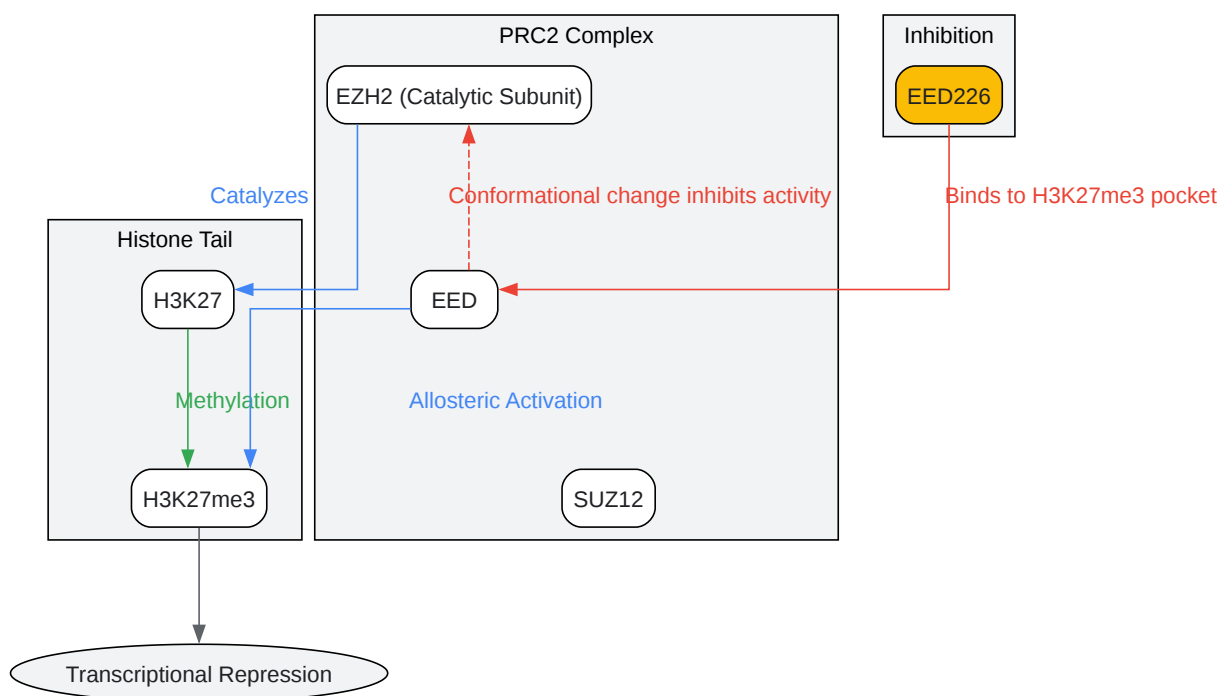 PRC2 Complex
Inhibition
EZH2 (Catalytic Subunit)
EED226
Catalyzes
Conformational change inhibits activity
Binds to H3K27me3 pocket
Histone Tail
H3K27
EED
Methylation
Allosteric Activation
H3K27me3
SUZ12
Transcriptional Repression